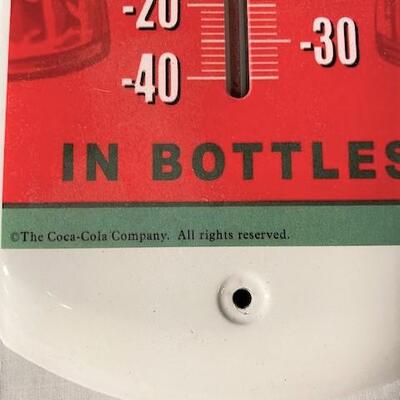 -20
-30
-40
IN BOTTLES
©The Coca-Cola Company. All rights reserved.